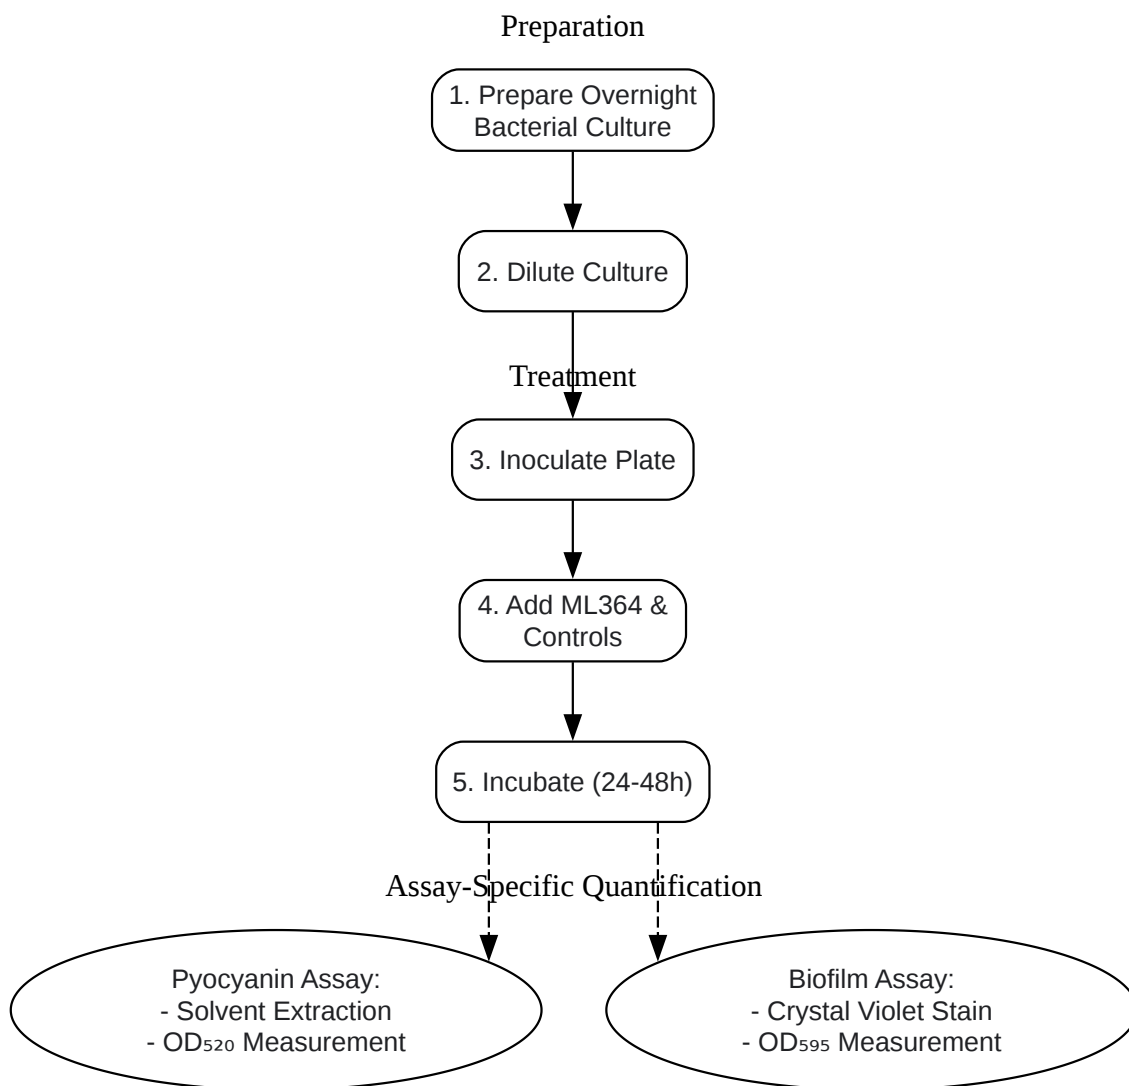 Preparation
1. Prepare Overnight
Bacterial Culture
2. Dilute Culture
Treatment
3. Inoculate Plate
4. Add ML364 &
Controls
5. Incubate (24-48h)
Assay-Specific Quantification
Pyocyanin Assay:
- Solvent Extraction
- OD₅₂₀ Measurement
Biofilm Assay:
- Crystal Violet Stain
- OD₅₉₅ Measurement